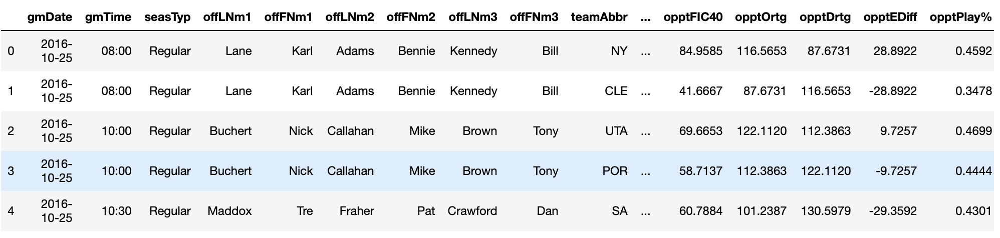 gmDate gmTime seasTyp offLNm1 offFNm1 offLNm2 offFNm2 offLNm3 offFNm3 teamAbbr ... opptFIC40 opptOrtg opptDrtg opptEDiff opptPlay%
0 2016-10-25 08:00 Regular Lane Karl Adams Bennie Kennedy Bill NY ... 84.9585 116.5653 87.6731 28.8922 0.4592
1 2016-10-25 08:00 Regular Lane Karl Adams Bennie Kennedy Bill CLE ... 41.6667 87.6731 116.5653 -28.8922 0.3478
2 2016-10-25 10:00 Regular Buchert Nick Callahan Mike Brown Tony UTA ... 69.6653 122.1120 112.3863 9.7257 0.4699
3 2016-10-25 10:00 Regular Buchert Nick Callahan Mike Brown Tony POR ... 58.7137 112.3863 122.1120 -9.7257 0.4444
4 2016-10-25 10:30 Regular Maddox Tre Fraher Pat Crawford Dan SA ... 60.7884 101.2387 130.5979 -29.3592 0.4301